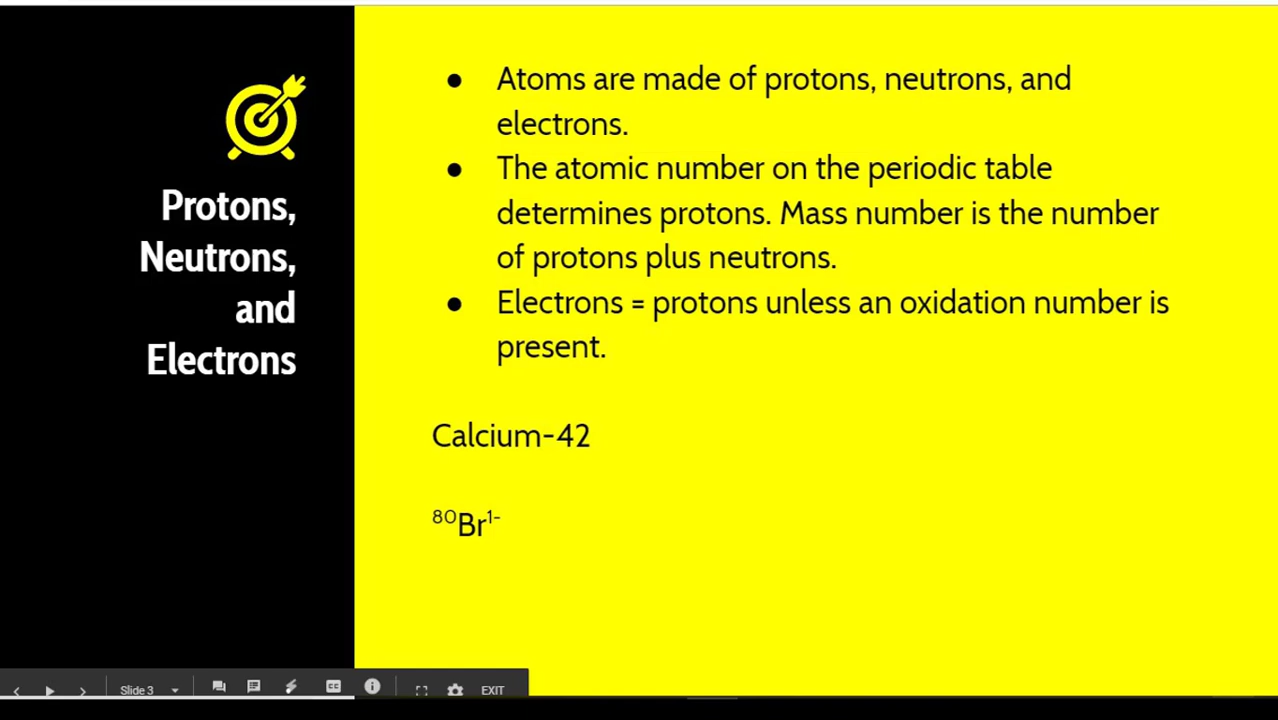 Protons,
Neutrons,
and
Electrons
● Atoms are made of protons, neutrons, and
electrons.
● The atomic number on the periodic table
determines protons. Mass number is the number
of protons plus neutrons.
● Electrons = protons unless an oxidation number is
present.
Calcium-42
⁸⁰Br¹⁻
Slide 3
CC
EXIT